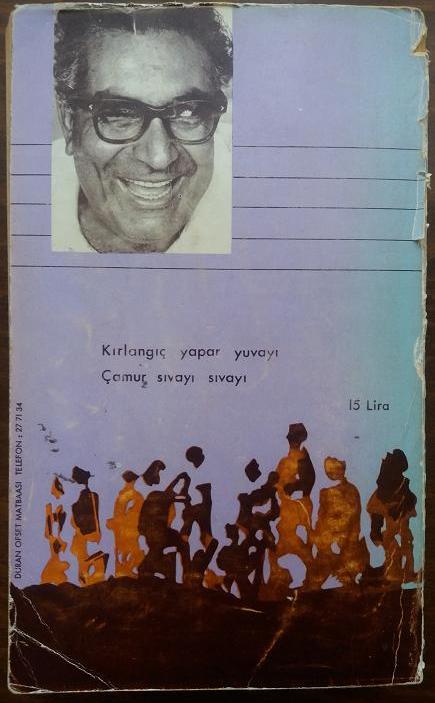 Kırlangıç yapar yuvayı
Çamur sıvayı sıvayı
15 Lira
DURAN OFSET MATBAASI TELEFON : 27 71 34